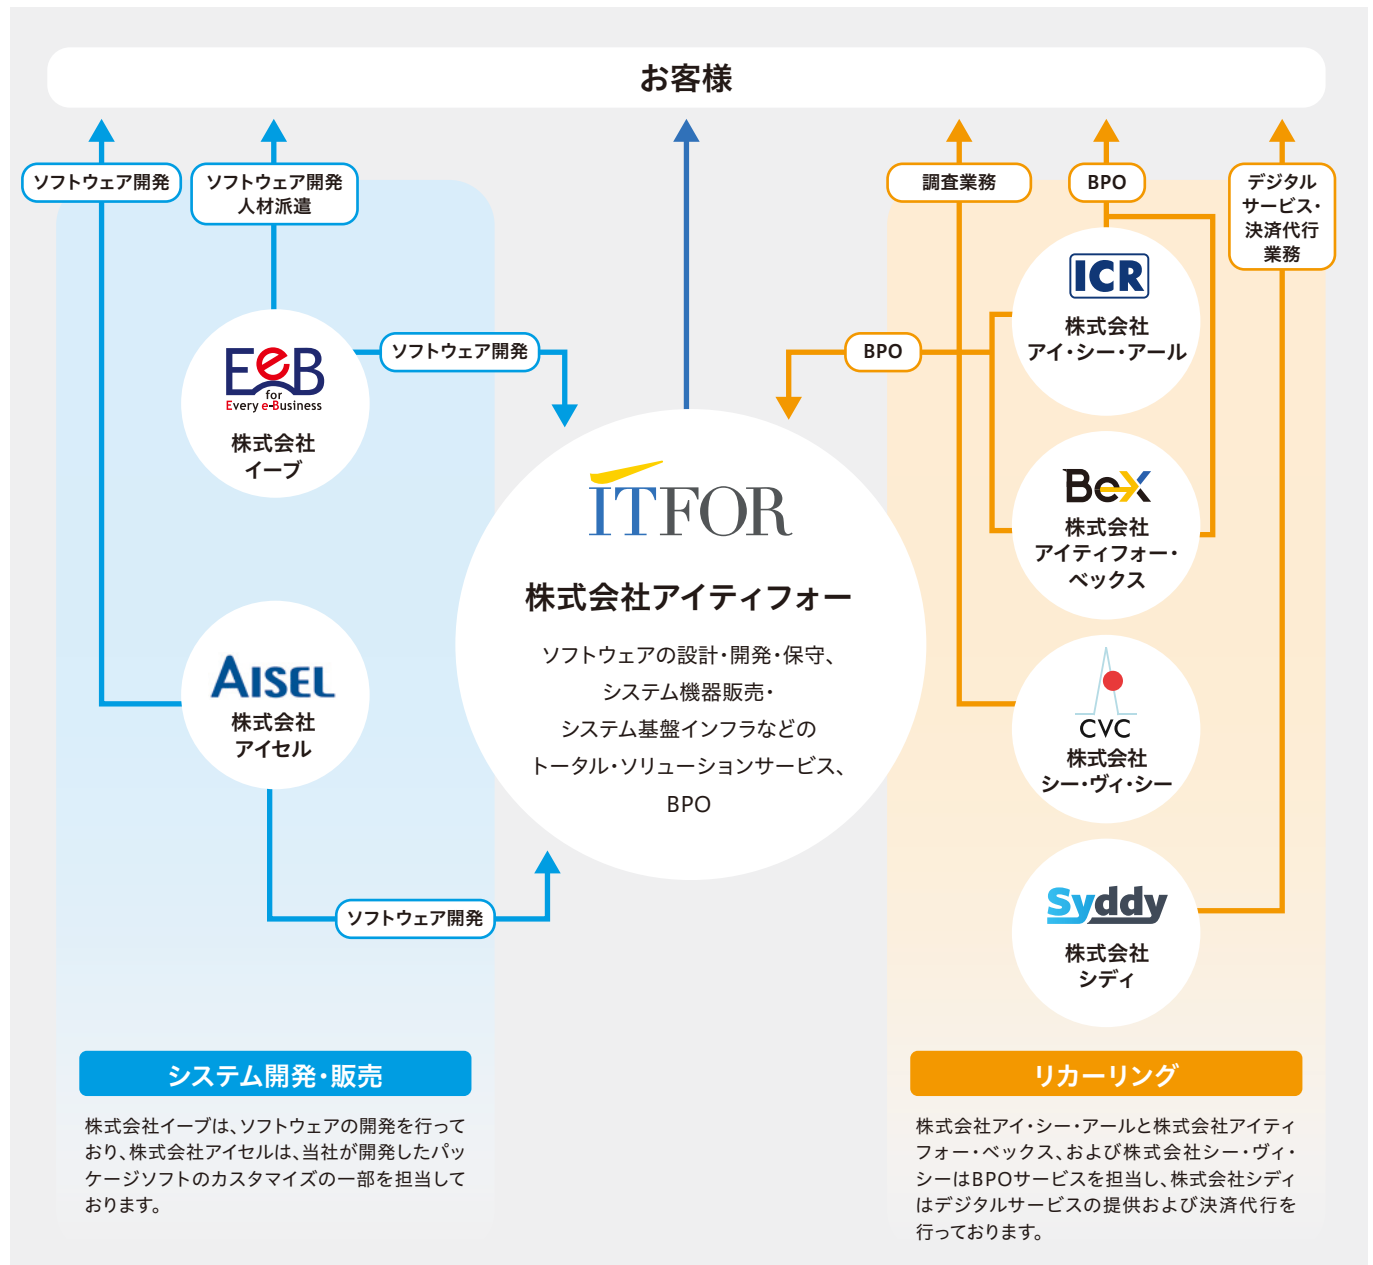 お客様
ソフトウェア開発
ソフトウェア開発
人材派遣
調査業務
BPO
デジタル
サービス・
決済代行
業務
EeB
for
Every e-Business
株式会社
イーブ
ソフトウェア開発
BPO
ICR
株式会社
アイ・シー・アール
BeX
株式会社
アイティフォー・
ベックス
ITFOR
株式会社アイティフォー
ソフトウェアの設計・開発・保守、
システム機器販売・
システム基盤インフラなどの
トータル・ソリューションサービス、
BPO
AISEL
株式会社
アイセル
CVC
株式会社
シー・ヴィ・シー
ソフトウェア開発
Syddy
株式会社
シディ
システム開発・販売
株式会社イーブは、ソフトウェアの開発を行って
おり、株式会社アイセルは、当社が開発したパッ
ケージソフトのカスタマイズの一部を担当して
おります。
リカーリング
株式会社アイ・シー・アールと株式会社アイティ
フォー・ベックス、および株式会社シー・ヴィ・
シーはBPOサービスを担当し、株式会社シディ
はデジタルサービスの提供および決済代行を
行っております。